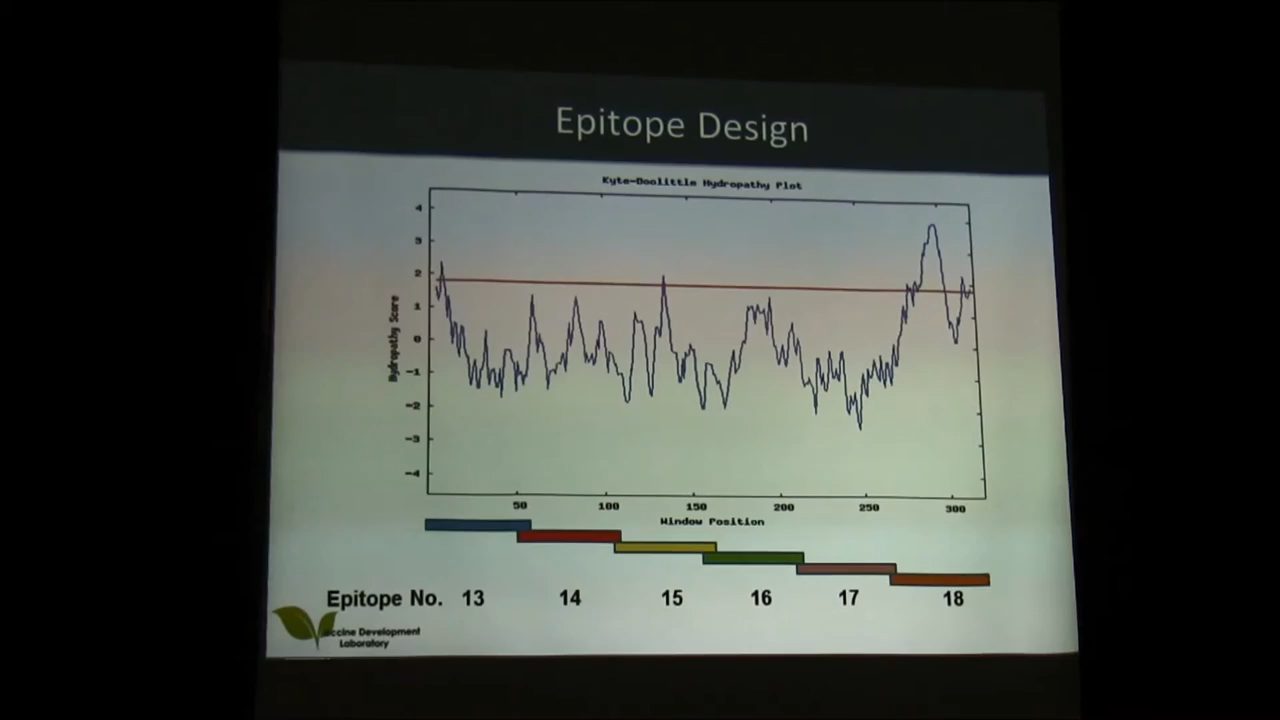 Epitope Design
Kyte-Doolittle Hydropathy Plot
4
3
2
1
0
-1
-2
-3
-4
Hydropathy Score
50 100 150 200 250 300
Window Position
Epitope No. 13 14 15 16 17 18
Development
Laboratory